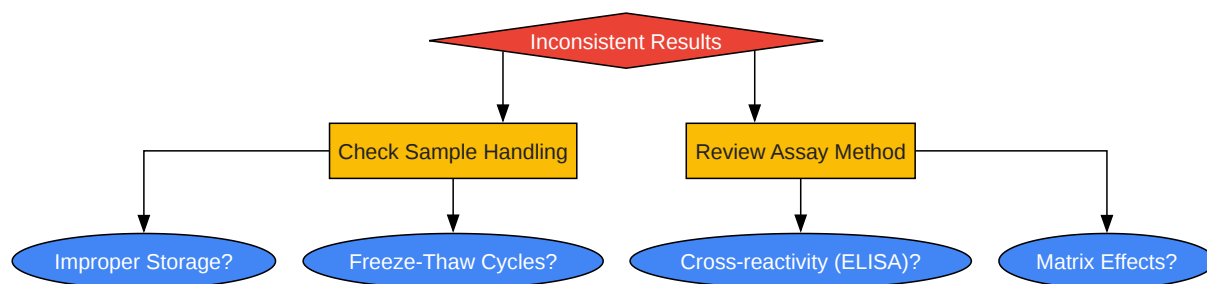 Inconsistent Results
Check Sample Handling
Review Assay Method
Improper Storage?
Freeze-Thaw Cycles?
Cross-reactivity (ELISA)?
Matrix Effects?